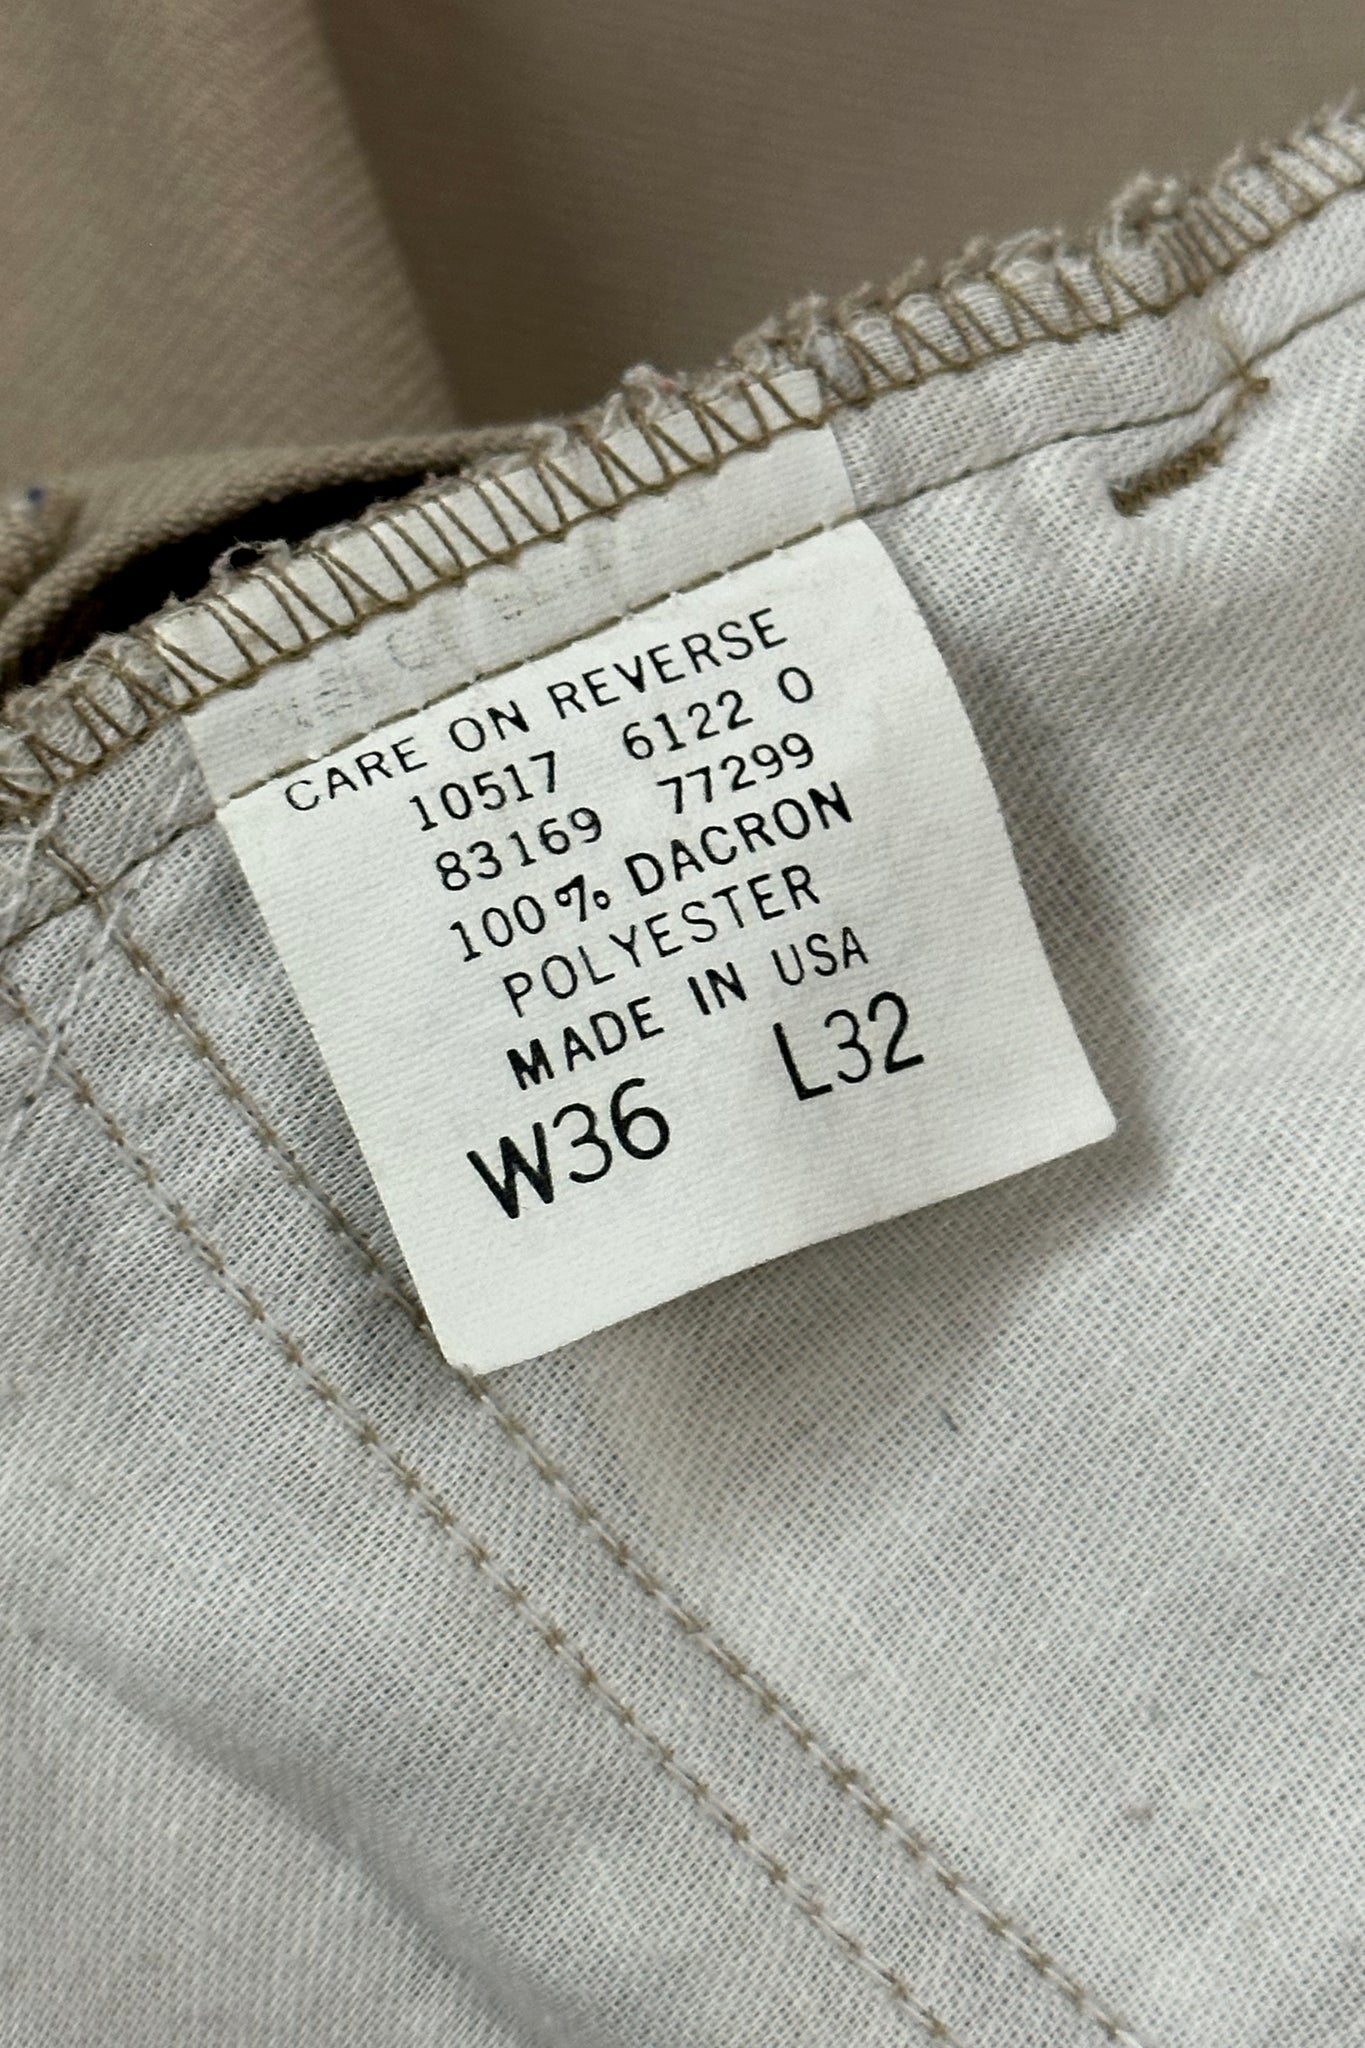 CARE ON REVERSE
10517 6122 0
83169 77299
100% DACRON
POLYESTER
MADE IN USA
W36 L32